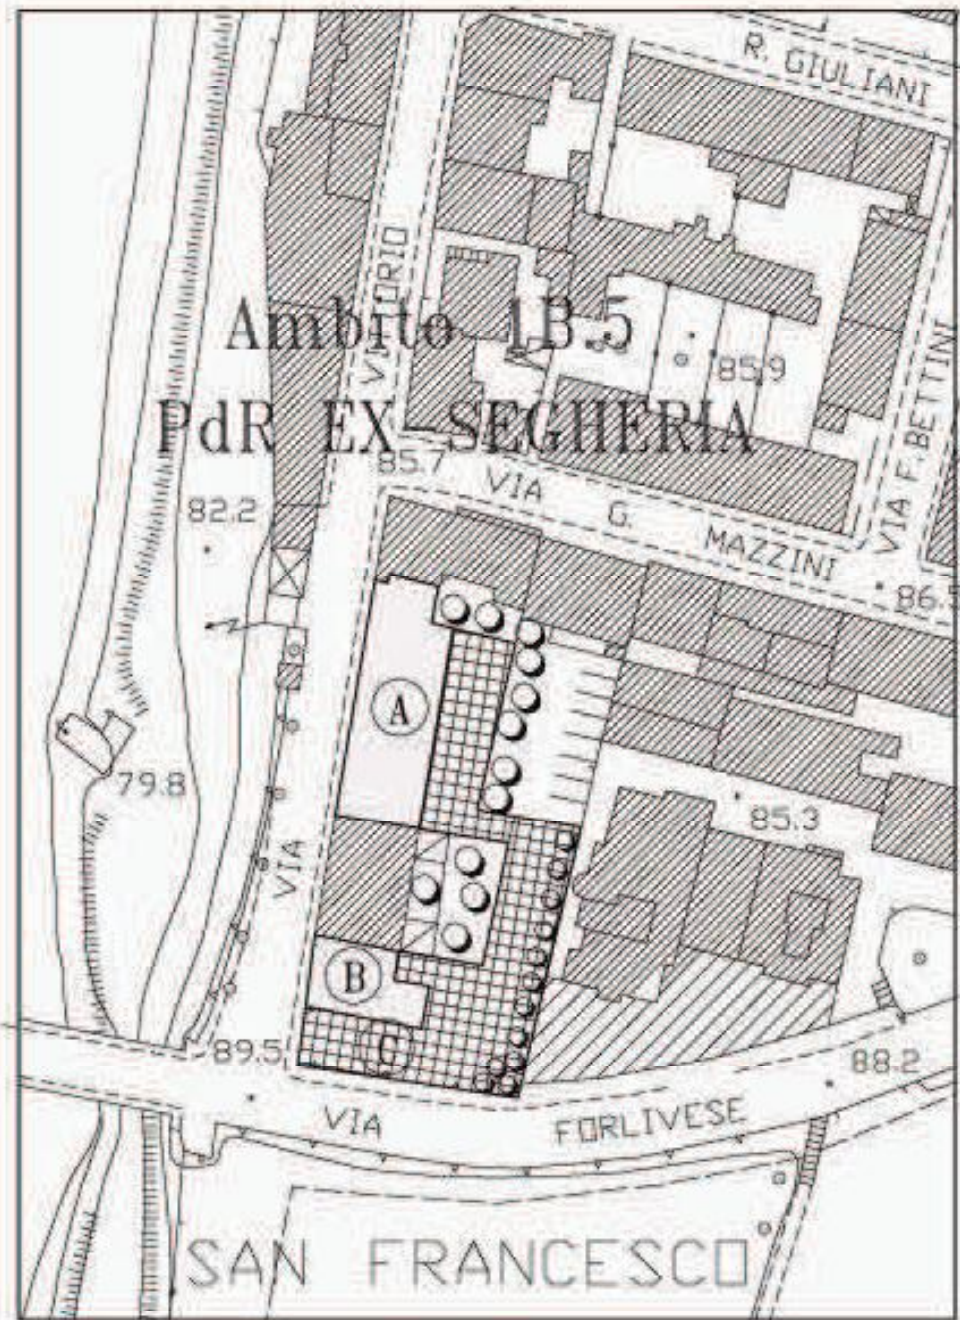 R. GIULIANI
Ambito 1B.5
85.9
PdR EX SEGHERIA
VIA F.BETTINI
85.7
VIA G. MAZZINI
82.2
86.5
A
79.8
85.3
VIA
B
C
89.5
88.2
VIA FORLIVESE
SAN FRANCESCO